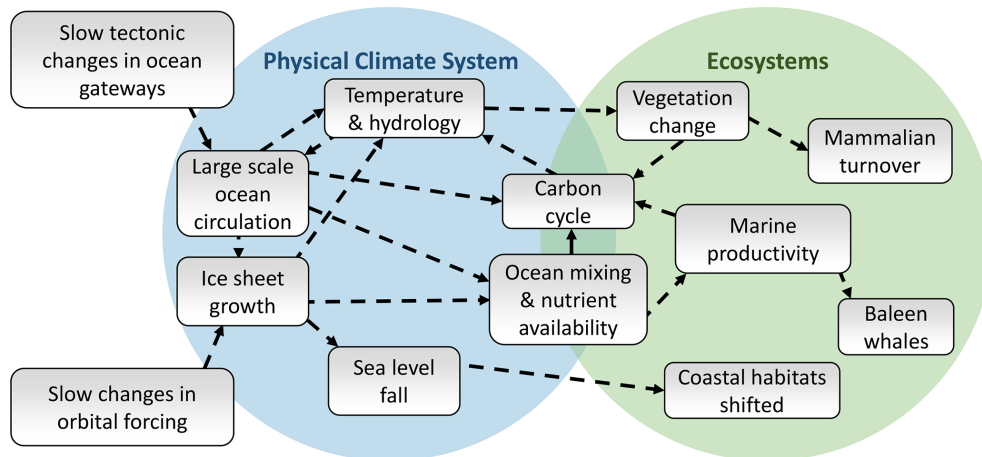 Slow tectonic
changes in ocean
gateways
Physical Climate System
Ecosystems
Temperature
& hydrology
Vegetation
change
Mammalian
turnover
Large scale
ocean
circulation
Carbon
cycle
Marine
productivity
Ice sheet
growth
Ocean mixing
& nutrient
availability
Baleen
whales
Sea level
fall
Coastal habitats
shifted
Slow changes in
orbital forcing